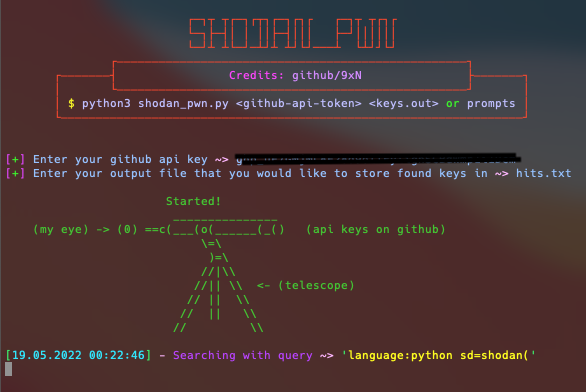 SHODAN PWN
Credits: github/9xN
$ python3 shodan_pwn.py <github-api-token> <keys.out> or prompts
[+] Enter your github api key ~>
[+] Enter your output file that you would like to store found keys in ~> hits.txt
Started!
_______________
(my eye) -> (0) ==c(___(o(______(_() (api keys on github)
\=\
)=\
//|\\
//|| \\ <- (telescope)
// || \\
// || \\
// \\
[19.05.2022 00:22:46] - Searching with query ~> 'language:python sd=shodan('